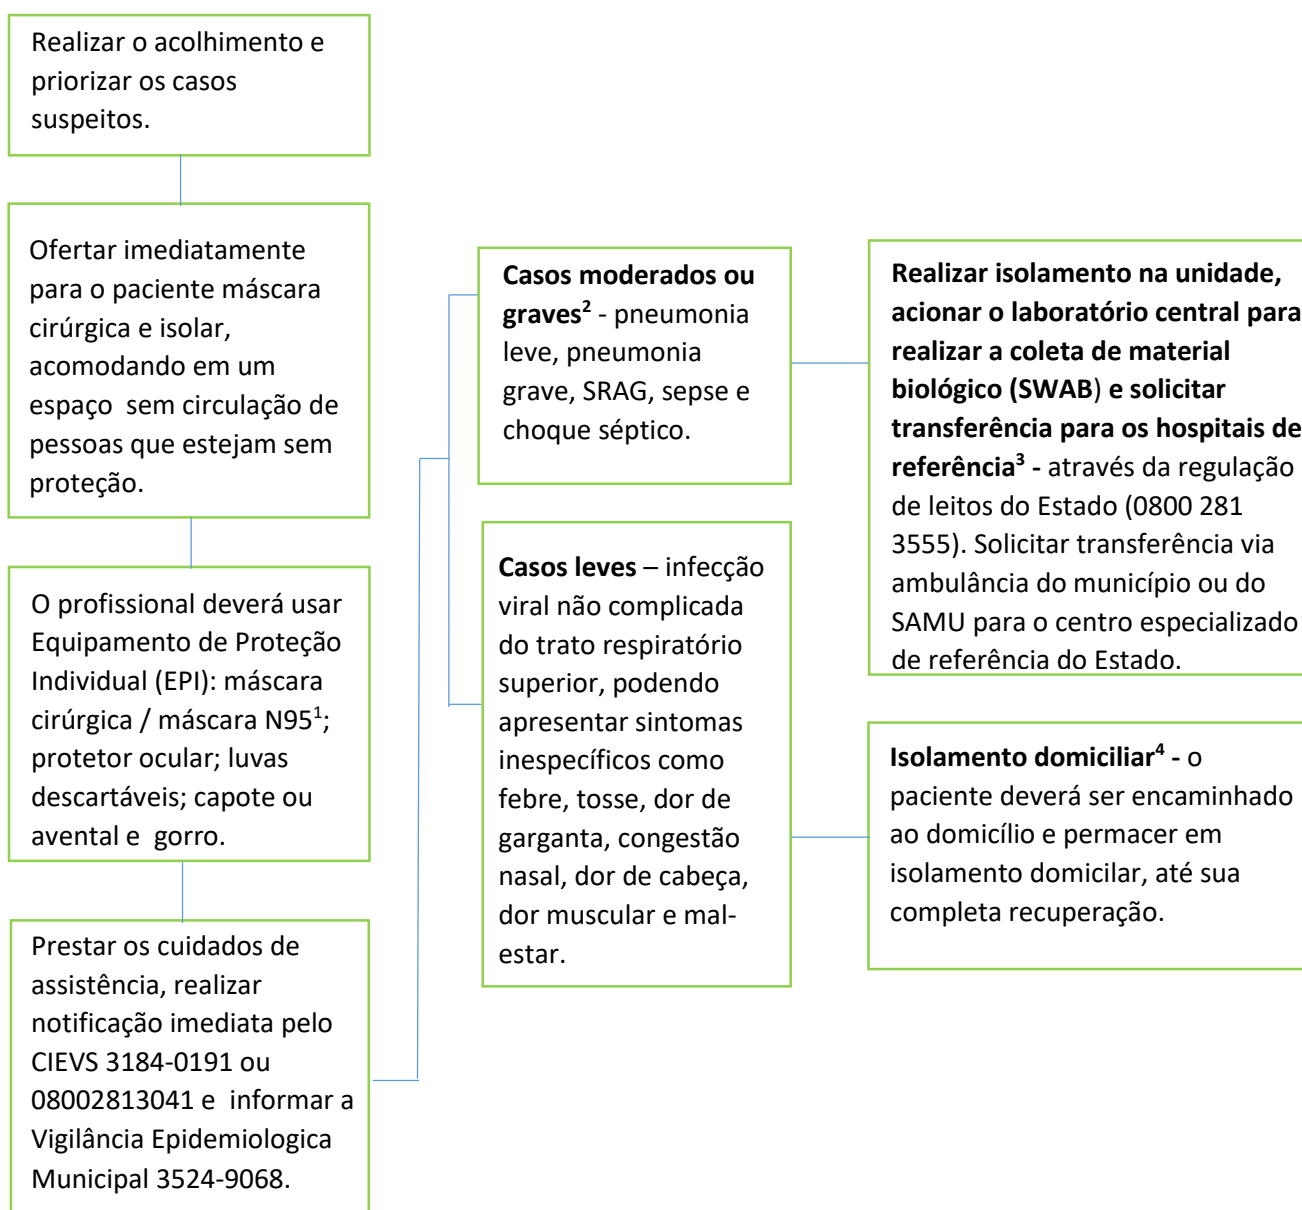 Realizar o acolhimento e
priorizar os casos
suspeitos.
Ofertar imediatamente
para o paciente máscara
cirúrgica e isolar,
acomodando em um
espaço  sem circulação de
pessoas que estejam sem
proteção.
O profissional deverá usar
Equipamento de Proteção
Individual (EPI): máscara
cirúrgica / máscara N95¹;
protetor ocular; luvas
descartáveis; capote ou
avental e  gorro.
Prestar os cuidados de
assistência, realizar
notificação imediata pelo
CIEVS 3184-0191 ou
08002813041 e  informar a
Vigilância Epidemiologica
Municipal 3524-9068.
Casos moderados ou
graves² - pneumonia
leve, pneumonia
grave, SRAG, sepse e
choque séptico.
Casos leves – infecção
viral não complicada
do trato respiratório
superior, podendo
apresentar sintomas
inespecíficos como
febre, tosse, dor de
garganta, congestão
nasal, dor de cabeça,
dor muscular e mal-
estar.
Realizar isolamento na unidade,
acionar o laboratório central para
realizar a coleta de material
biológico (SWAB) e solicitar
transferência para os hospitais de
referência³ - através da regulação
de leitos do Estado (0800 281
3555). Solicitar transferência via
ambulância do município ou do
SAMU para o centro especializado
de referência do Estado.
Isolamento domiciliar⁴ - o
paciente deverá ser encaminhado
ao domicílio e permacer em
isolamento domicilar, até sua
completa recuperação.